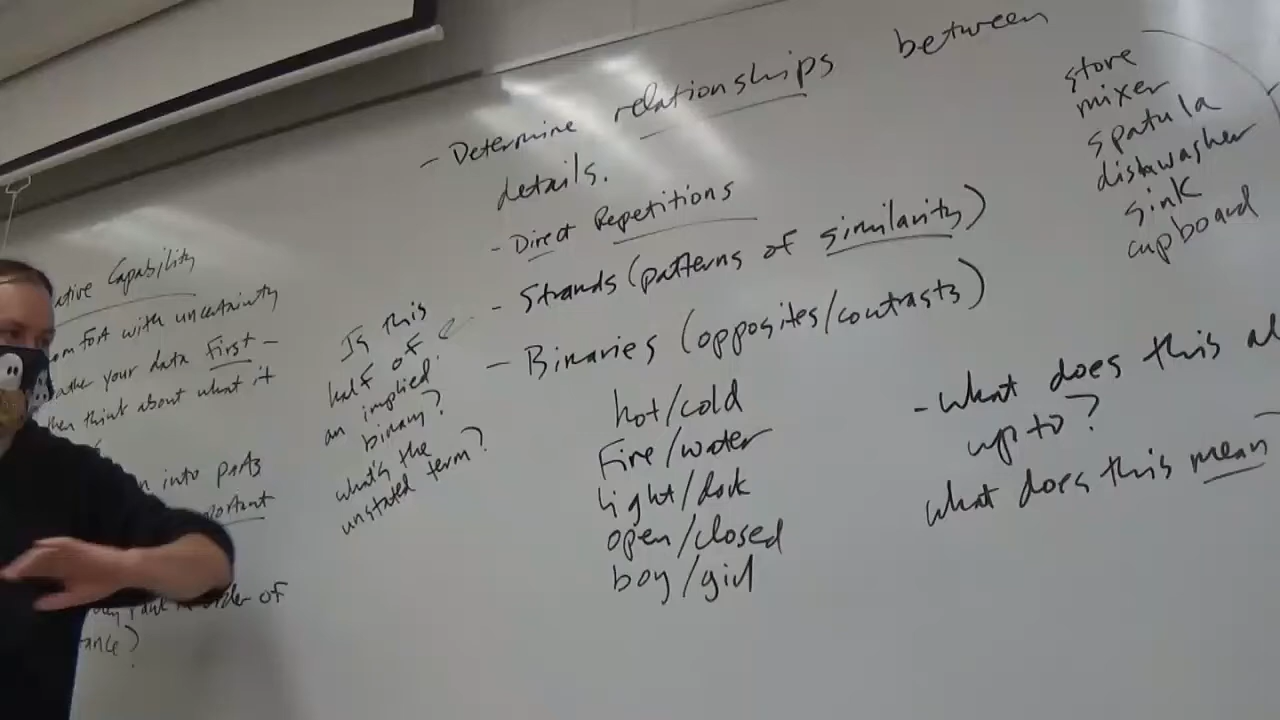 Capability
with uncertainty
your data first -
then think about what it
into parts
order of
Is this
half of
an implied
binary?
what's the
unstated term?
- Determine relationships between
details.
- Direct Repetitions
- Strands (patterns of similarity)
- Binaries (opposites/contrasts)
hot/cold
Fire/water
light/dark
open/closed
boy/girl
mixer
spatula
dishwasher
sink
cupboard
- what does this
up to?
what does this mean